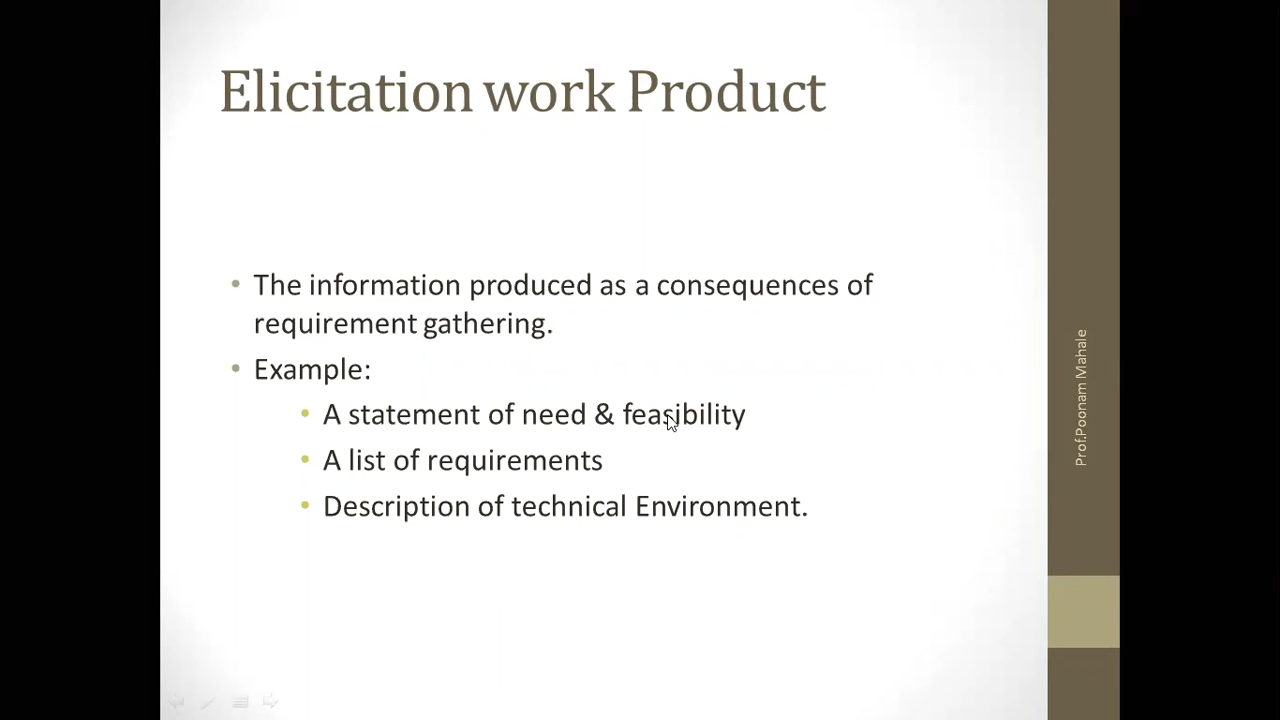 Elicitation work Product
• The information produced as a consequences of
requirement gathering.
• Example:
• A statement of need & feasibility
• A list of requirements
• Description of technical Environment.
Prof.Poonam Mahale